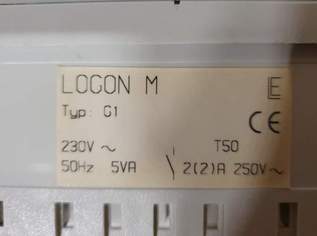 LOGON M E
Typ: G1 CE
230V ~ T50
50Hz 5VA 2(2)A 250V~